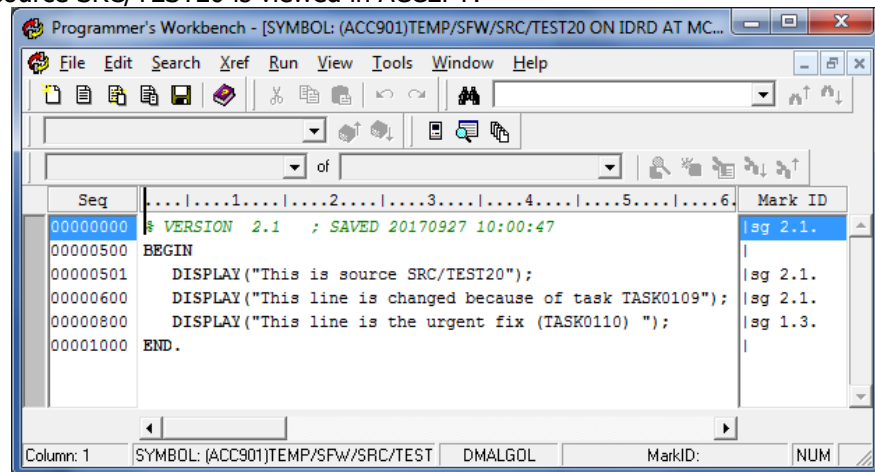 source SRC/TEST20 is viewed in ACCEPT:
Programmer's Workbench - [SYMBOL: (ACC901)TEMP/SFW/SRC/TEST20 ON IDRD AT MC...
File Edit Search Xref Run View Tools Window Help
of
Seq ....|....1....|....2....|....3....|....4....|....5....|....6. Mark ID
00000000 % VERSION 2.1 ; SAVED 20170927 10:00:47 |sg 2.1.
00000500 BEGIN |
00000501 DISPLAY("This is source SRC/TEST20"); |sg 2.1.
00000600 DISPLAY("This line is changed because of task TASK0109"); |sg 2.1.
00000800 DISPLAY("This line is the urgent fix (TASK0110) "); |sg 1.3.
00001000 END. |
Column: 1 SYMBOL: (ACC901)TEMP/SFW/SRC/TEST DMALGOL MarkID: NUM